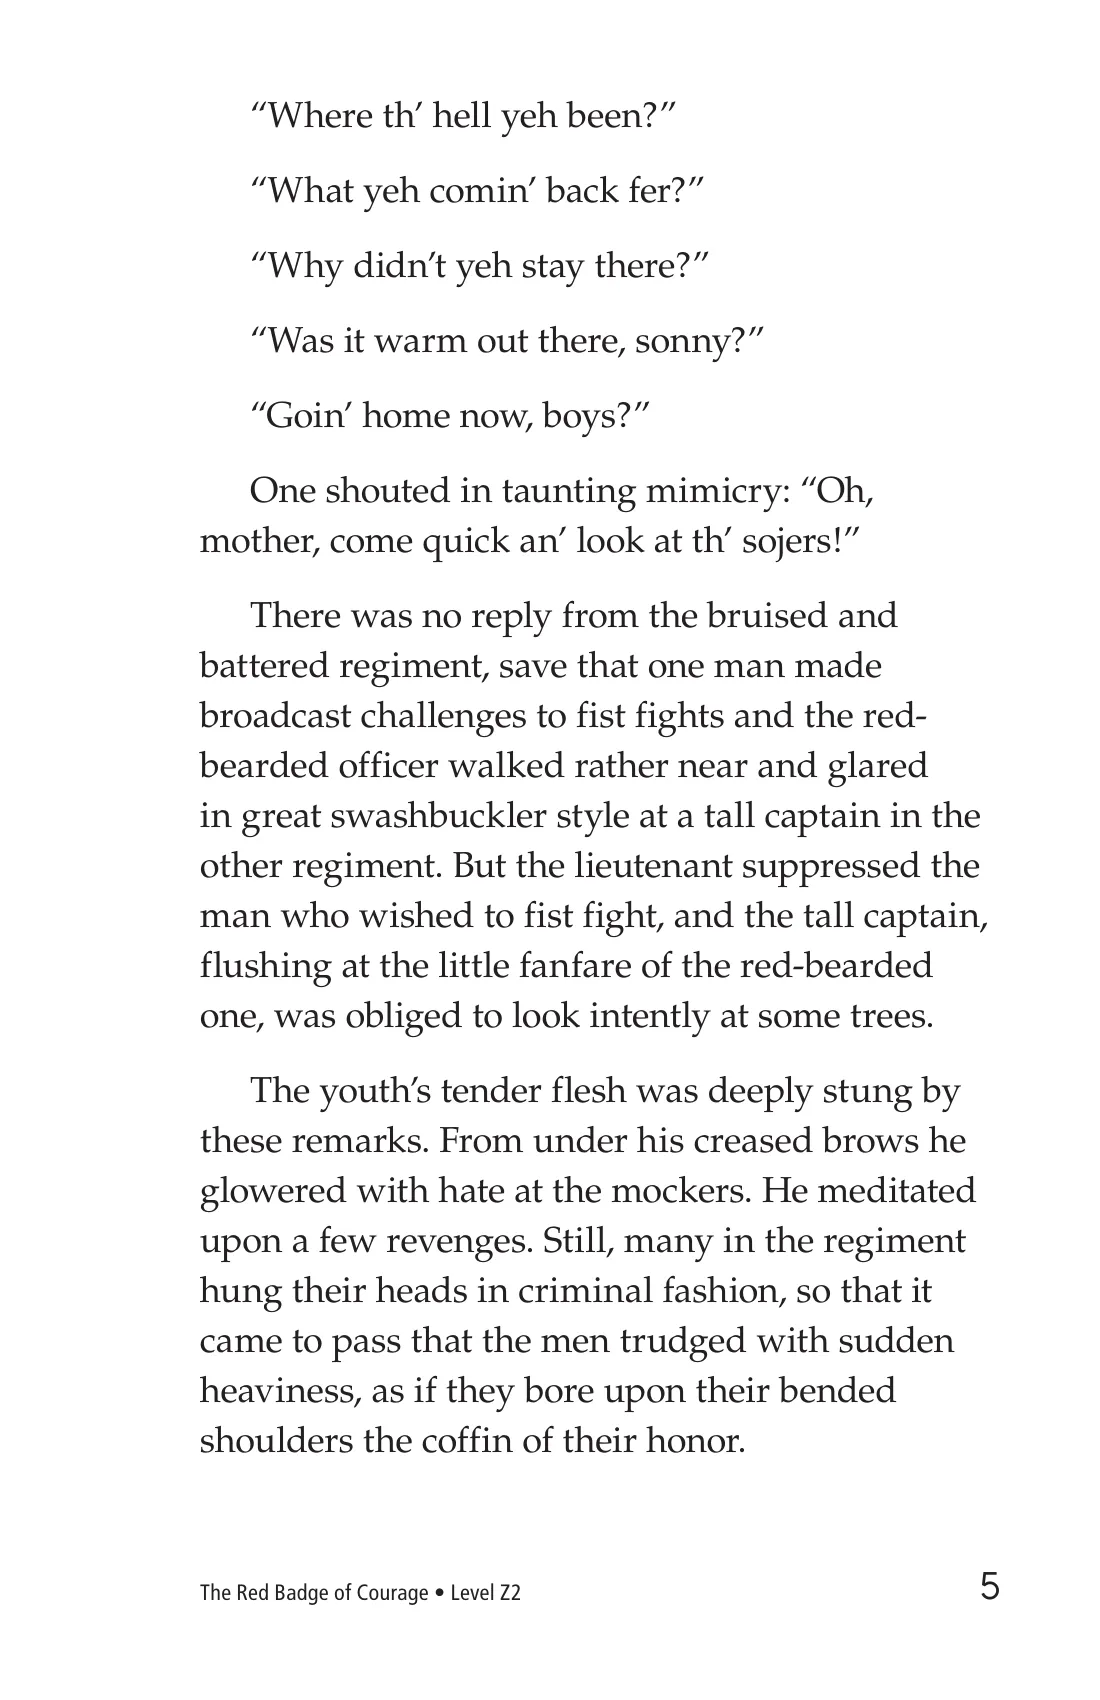 “Where th’ hell yeh been?”
“What yeh comin’ back fer?”
“Why didn’t yeh stay there?”
“Was it warm out there, sonny?”
“Goin’ home now, boys?”
One shouted in taunting mimicry: “Oh,
mother, come quick an’ look at th’ sojers!”
There was no reply from the bruised and
battered regiment, save that one man made
broadcast challenges to fist fights and the red-
bearded officer walked rather near and glared
in great swashbuckler style at a tall captain in the
other regiment. But the lieutenant suppressed the
man who wished to fist fight, and the tall captain,
flushing at the little fanfare of the red-bearded
one, was obliged to look intently at some trees.
The youth’s tender flesh was deeply stung by
these remarks. From under his creased brows he
glowered with hate at the mockers. He meditated
upon a few revenges. Still, many in the regiment
hung their heads in criminal fashion, so that it
came to pass that the men trudged with sudden
heaviness, as if they bore upon their bended
shoulders the coffin of their honor.
The Red Badge of Courage • Level Z2
5